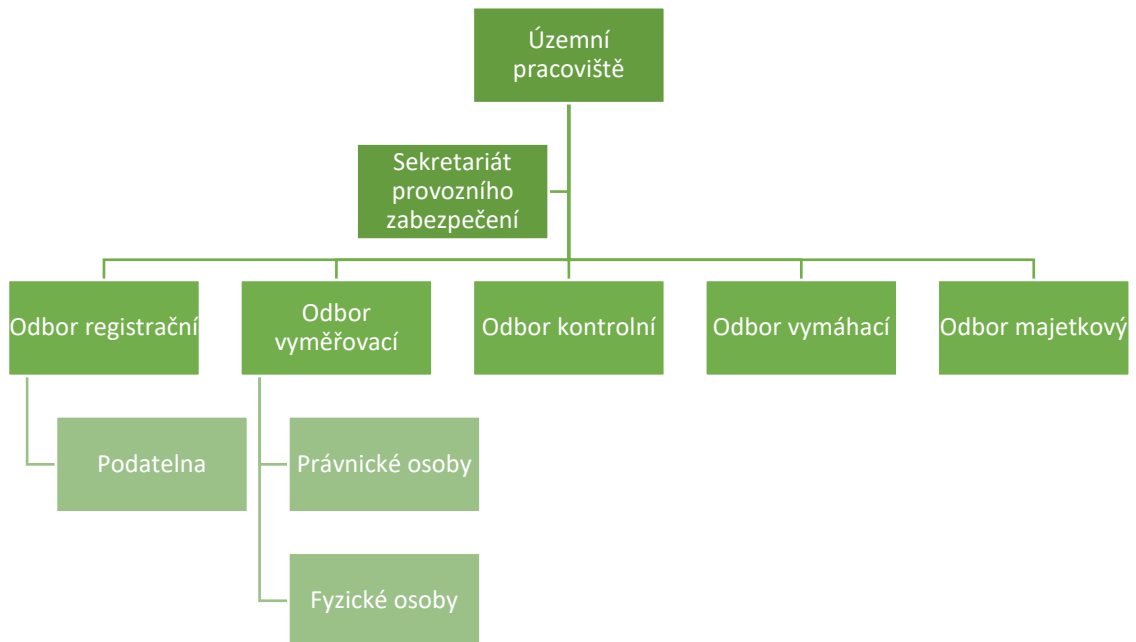 Územní
pracoviště
Sekretariát
provozního
zabezpečení
Odbor registrační
Odbor
vyměřovací
Odbor kontrolní
Odbor vymáhací
Odbor majetkový
Podatelna
Právnické osoby
Fyzické osoby